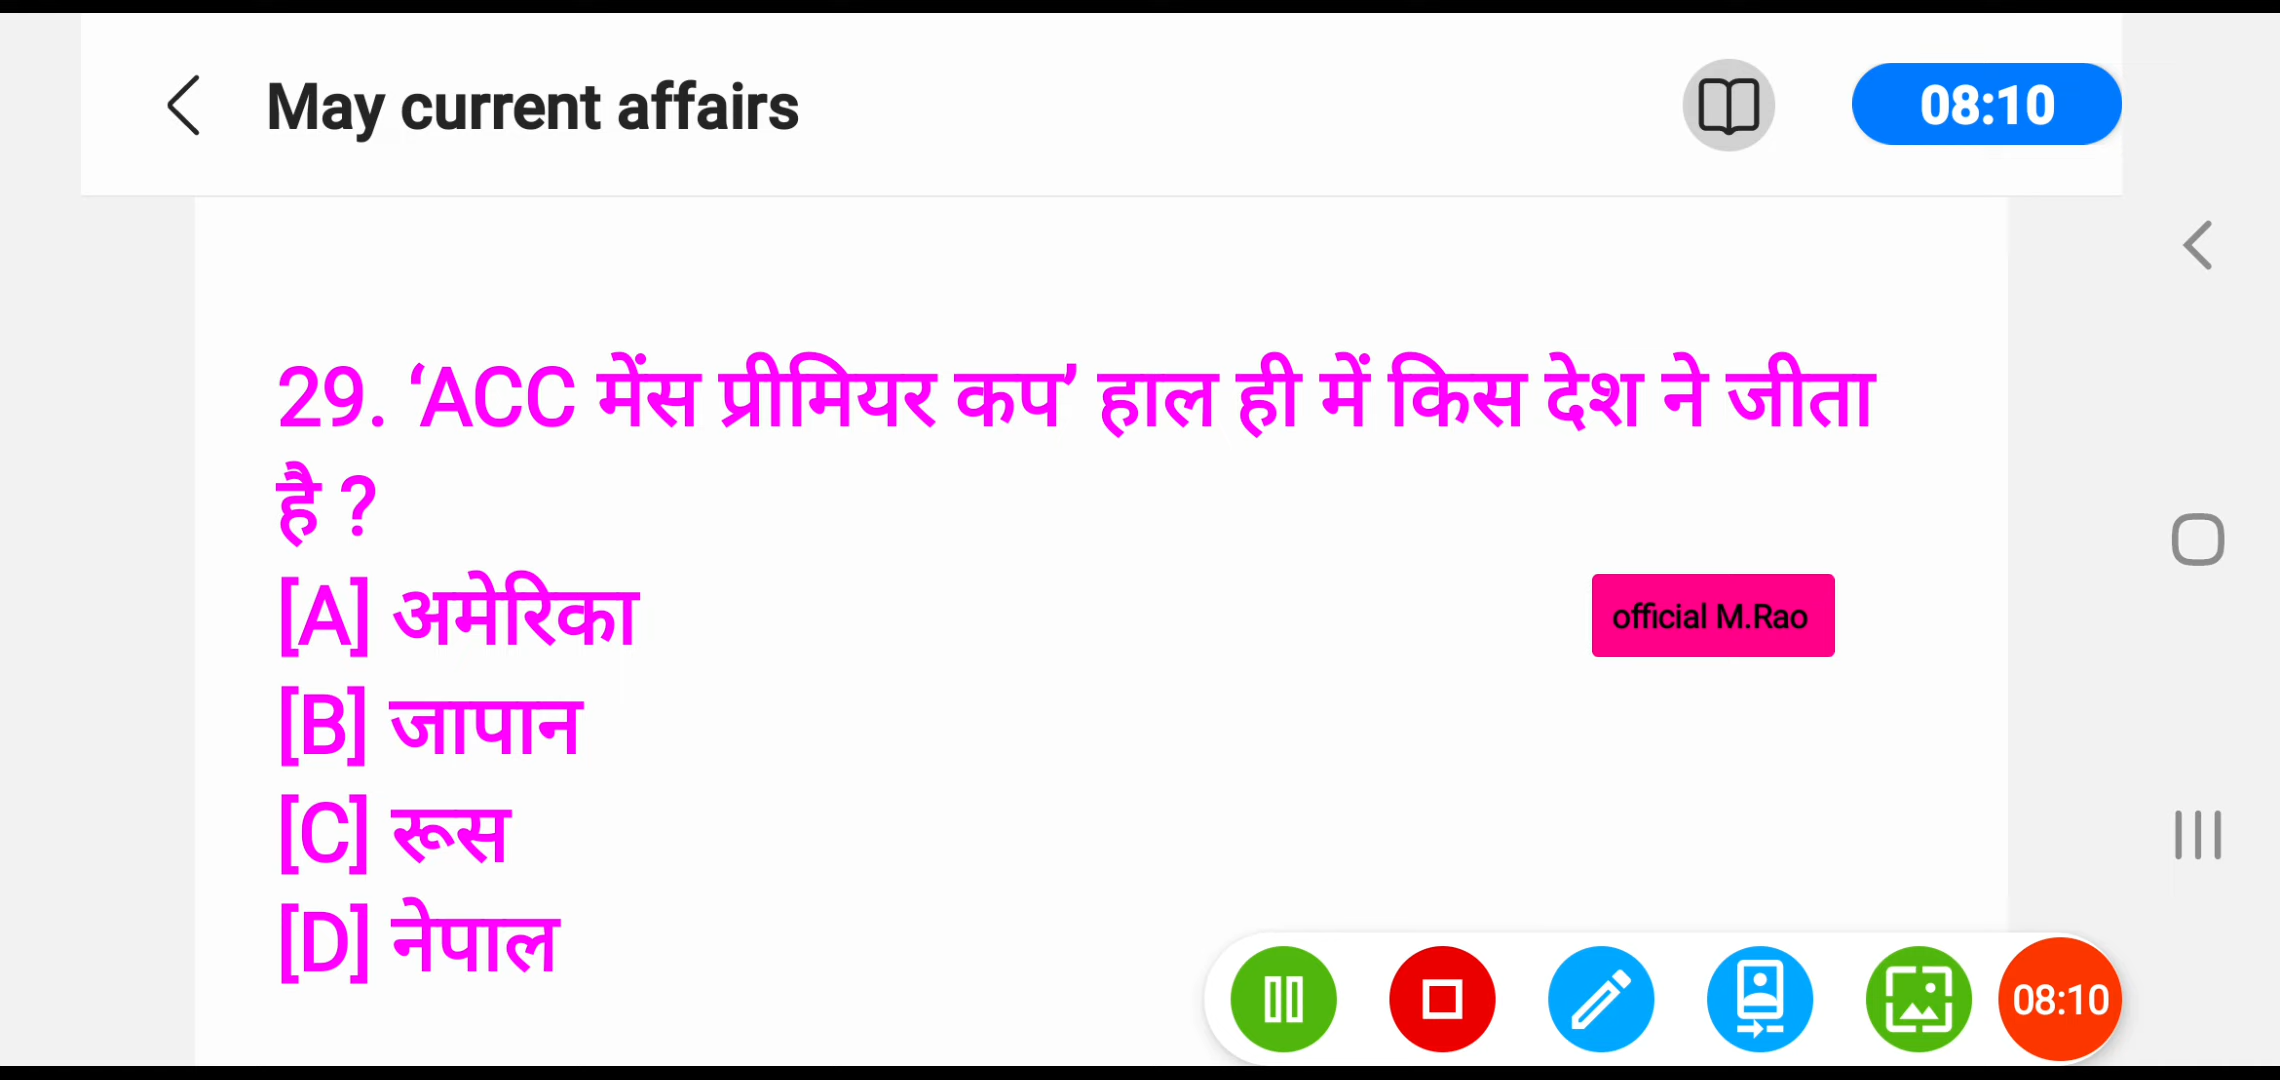 May current affairs
08:10
29. ‘ACC मेंस प्रीमियर कप’ हाल ही में किस देश ने जीता
है ?
[A] अमेरिका
official M.Rao
[B] जापान
[C] रूस
[D] नेपाल
08:10